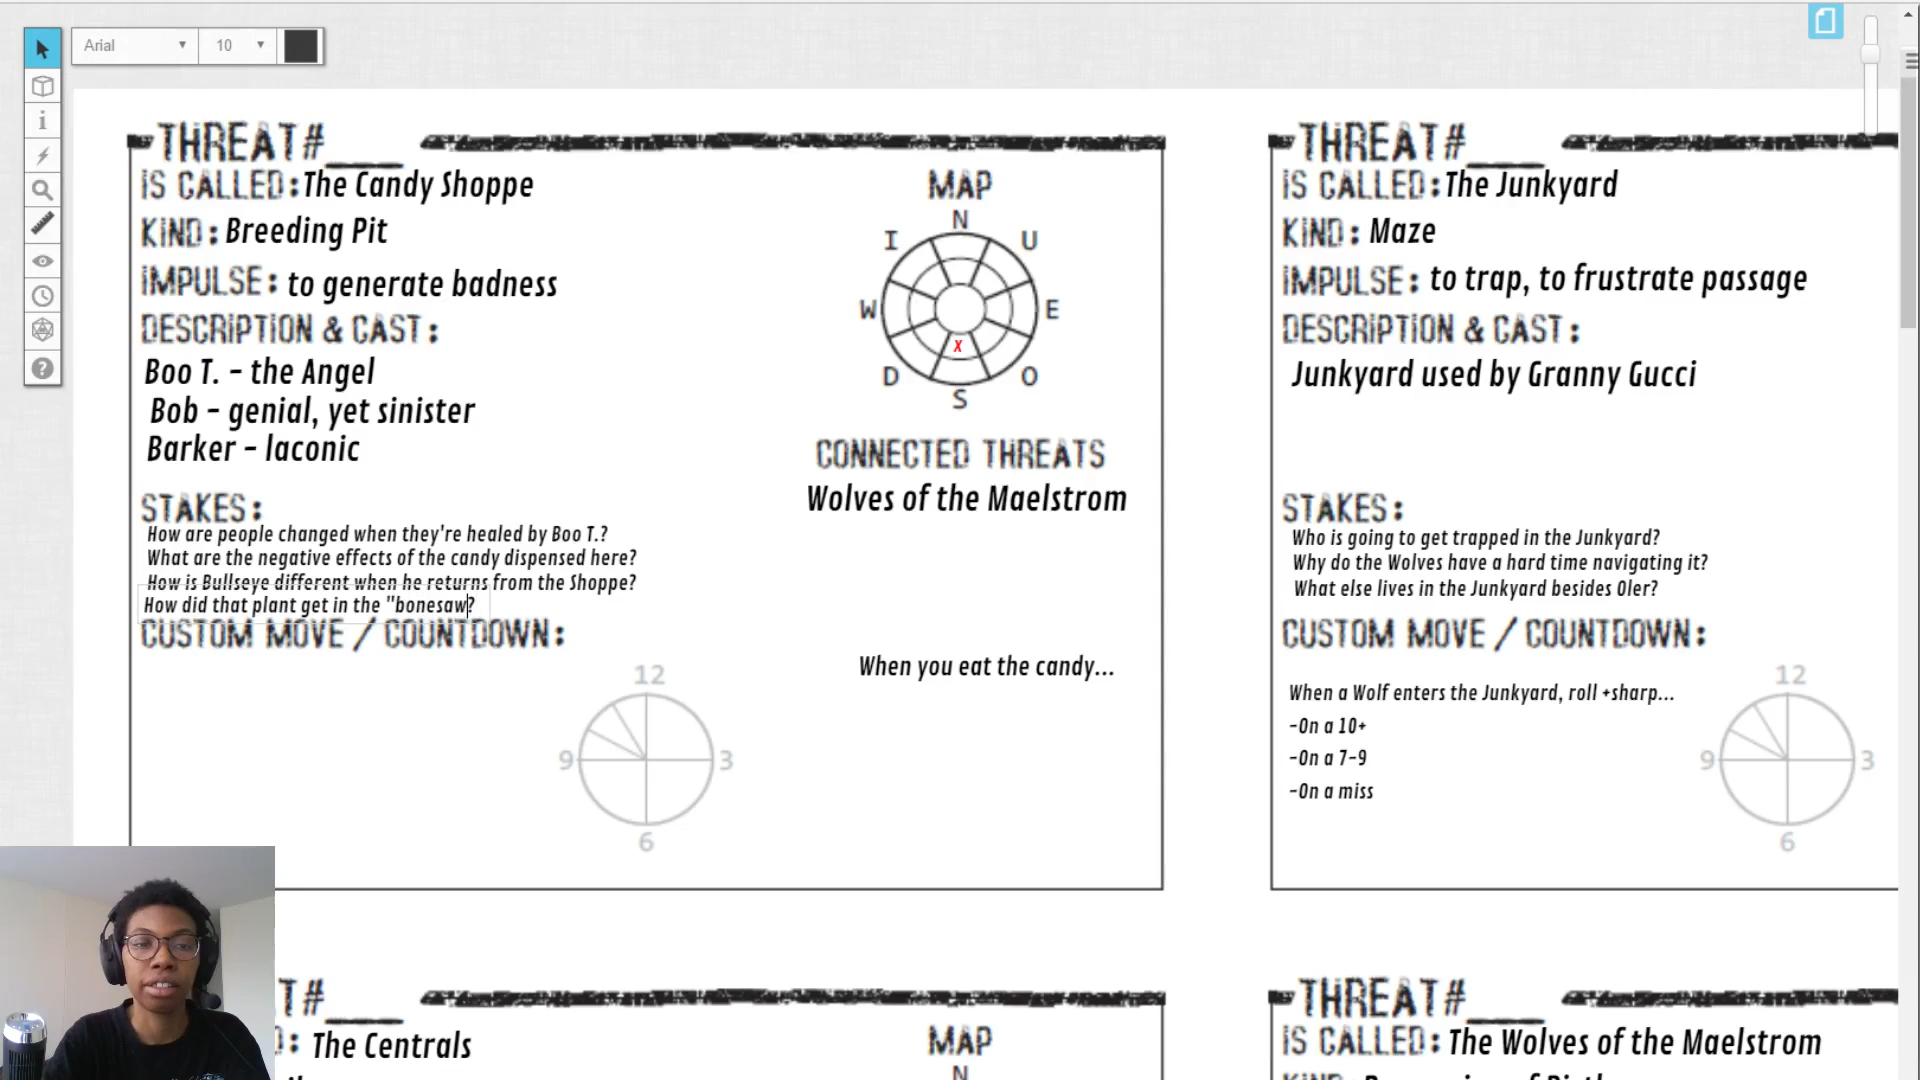 Arial
10
THREAT#___
IS CALLED: The Candy Shoppe
KIND: Breeding Pit
IMPULSE: to generate badness
DESCRIPTION & CAST:
Boo T. - the Angel
Bob - genial, yet sinister
Barker - laconic
STAKES:
How are people changed when they're healed by Boo T.?
What are the negative effects of the candy dispensed here?
How is Bullseye different when he returns from the Shoppe?
How did that plant get in the "bonesaw?
CUSTOM MOVE / COUNTDOWN:
12
9
3
6
MAP
N
I
U
W
E
X
D
O
S
CONNECTED THREATS
Wolves of the Maelstrom
When you eat the candy...
THREAT#___
IS CALLED: The Junkyard
KIND: Maze
IMPULSE: to trap, to frustrate passage
DESCRIPTION & CAST:
Junkyard used by Granny Gucci
STAKES:
Who is going to get trapped in the Junkyard?
Why do the Wolves have a hard time navigating it?
What else lives in the Junkyard besides Oler?
CUSTOM MOVE / COUNTDOWN:
When a Wolf enters the Junkyard, roll +sharp...
-On a 10+
-On a 7-9
-On a miss
12
9
3
6
T#___
D: The Centrals
MAP
N
THREAT#___
IS CALLED: The Wolves of the Maelstrom